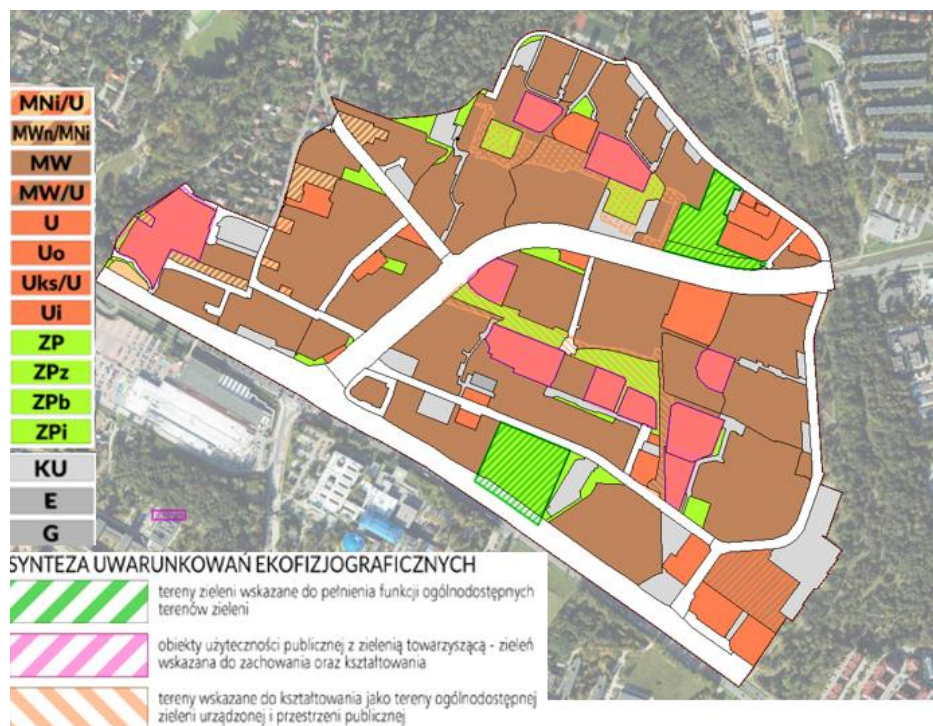 MNi/U
MWn/MNi
MW
MW/U
U
Uo
Uks/U
Ui
ZP
ZPz
ZPb
ZPi
KU
E
G
SYNTEZA UWARUNKOWAŃ EKOFIZJOGRAFICZNYCH
tereny zieleni wskazane do pełnienia funkcji ogólnodostępnych
terenów zieleni
obiekty użyteczności publicznej z zielenią towarzyszącą - zieleń
wskazana do zachowania oraz kształtowania
tereny wskazane do kształtowania jako tereny ogólnodostępnej
zieleni urządzonej i przestrzeni publicznej